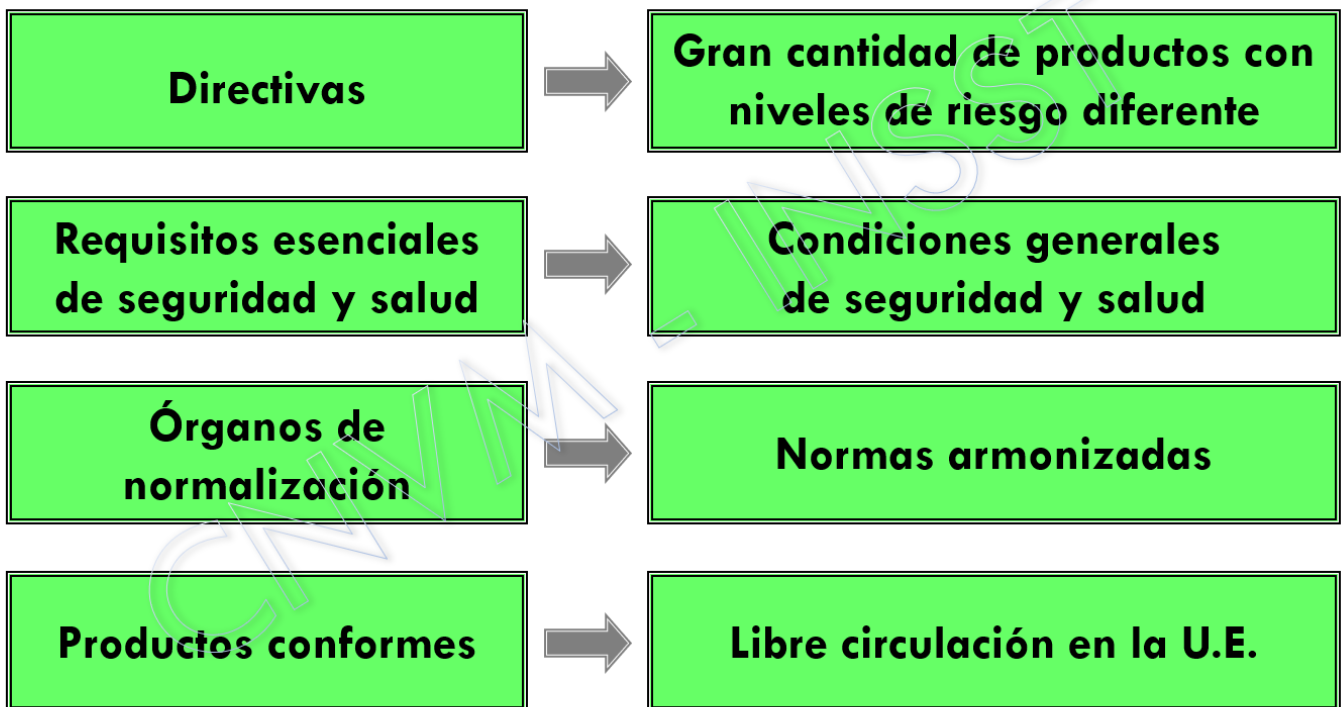 Directivas
Gran cantidad de productos con
niveles de riesgo diferente
Requisitos esenciales
de seguridad y salud
Condiciones generales
de seguridad y salud
Órganos de
normalización
Normas armonizadas
Productos conformes
Libre circulación en la U.E.
CNVM - INSST